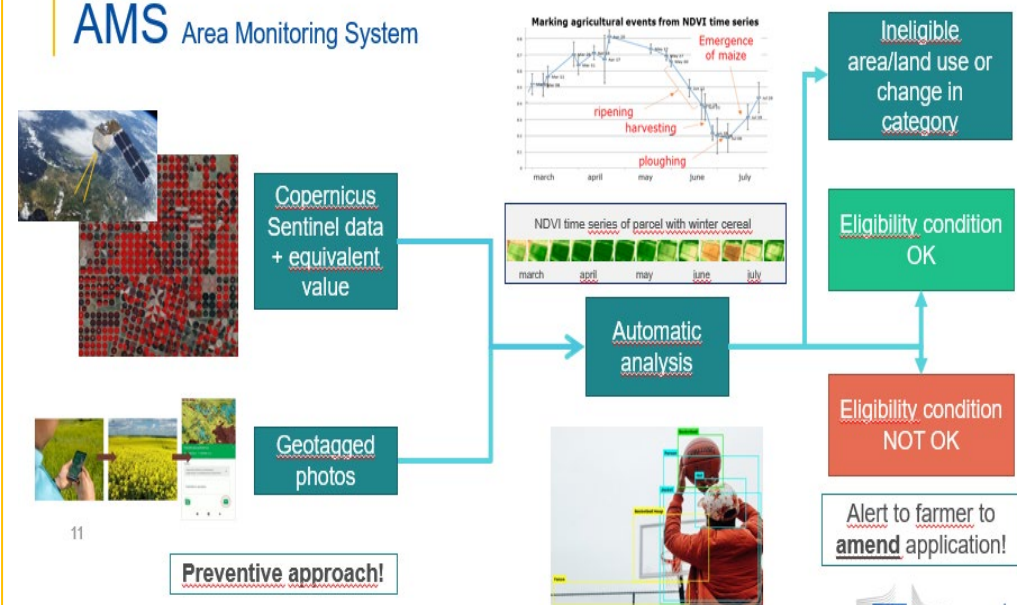 AMS Area Monitoring System
Copernicus
Sentinel data
+ equivalent
value
Geotagged
photos
11
Preventive approach!
Marking agricultural events from NDVI time series
Emergence
of maize
ripening
harvesting
ploughing
march april may june july
NDVI time series of parcel with winter cereal
march april may june july
Automatic
analysis
Ineligible
area/land use or
change in
category
Eligibility condition
OK
Eligibility condition
NOT OK
Alert to farmer to
amend application!